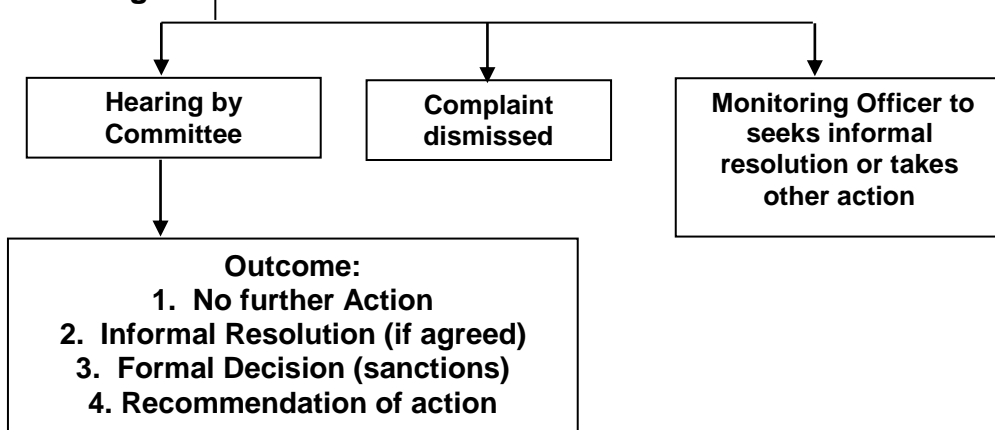 Hearing by
Committee
Complaint
dismissed
Monitoring Officer to
seeks informal
resolution or takes
other action
Outcome:
1. No further Action
2. Informal Resolution (if agreed)
3. Formal Decision (sanctions)
4. Recommendation of action